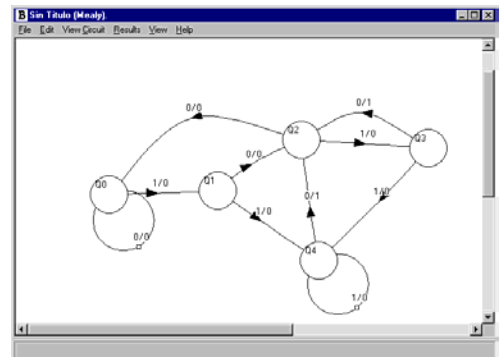 B Sin Titulo (Mealy).
File Edit View Circuit Results View Help
0/0
0/1
Q2
1/0
Q3
0/0
Q0
1/0
Q1
0/1
1/0
1/0
0/0
Q4
1/0